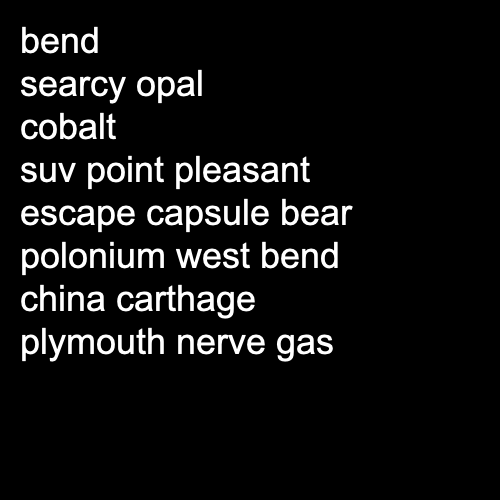 bend
searcy opal
cobalt
suv point pleasant
escape capsule bear
polonium west bend
china carthage
plymouth nerve gas